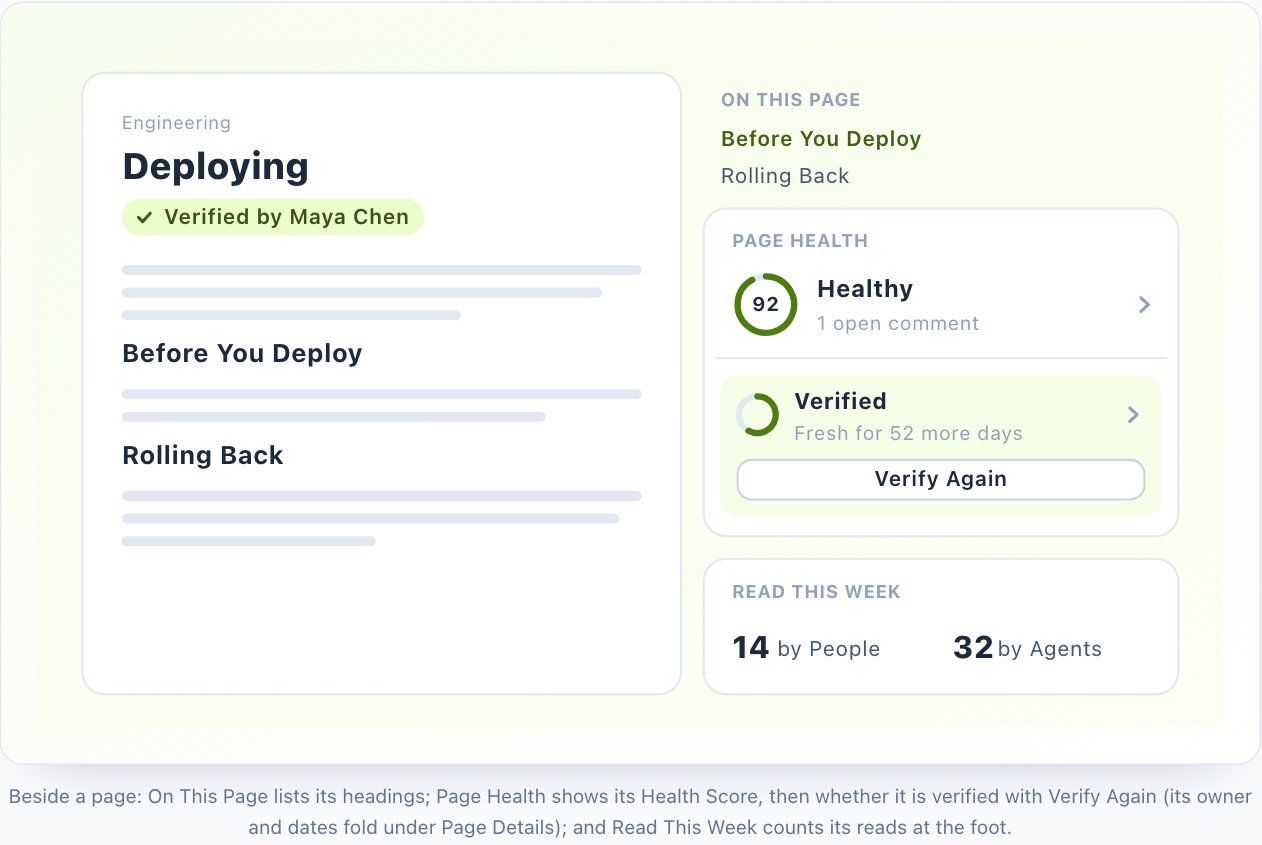 Engineering
Deploying
Verified by Maya Chen
Before You Deploy
Rolling Back
ON THIS PAGE
Before You Deploy
Rolling Back
PAGE HEALTH
92
Healthy
1 open comment
Verified
Fresh for 52 more days
Verify Again
READ THIS WEEK
14 by People
32 by Agents
Beside a page: On This Page lists its headings; Page Health shows its Health Score, then whether it is verified with Verify Again (its owner
and dates fold under Page Details); and Read This Week counts its reads at the foot.